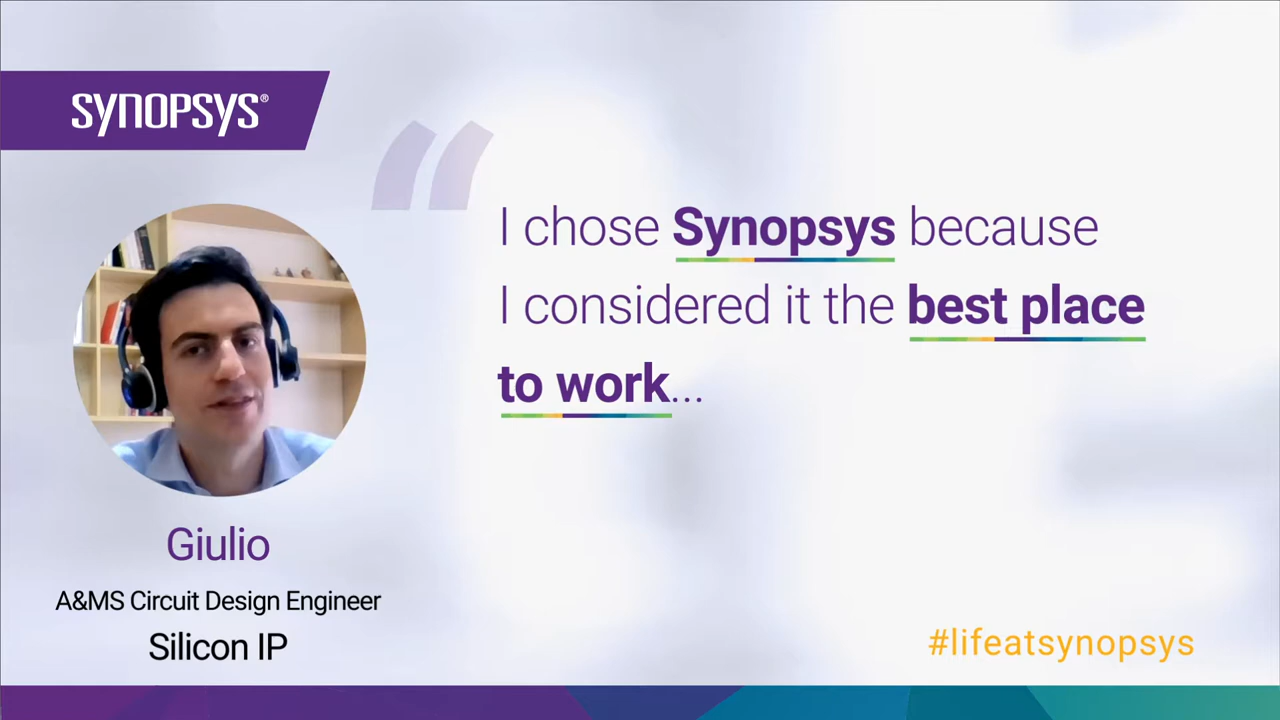 SYNOPSYS®
“
I chose Synopsys because
I considered it the best place
to work...
Giulio
A&MS Circuit Design Engineer
Silicon IP
#lifeatsynopsys